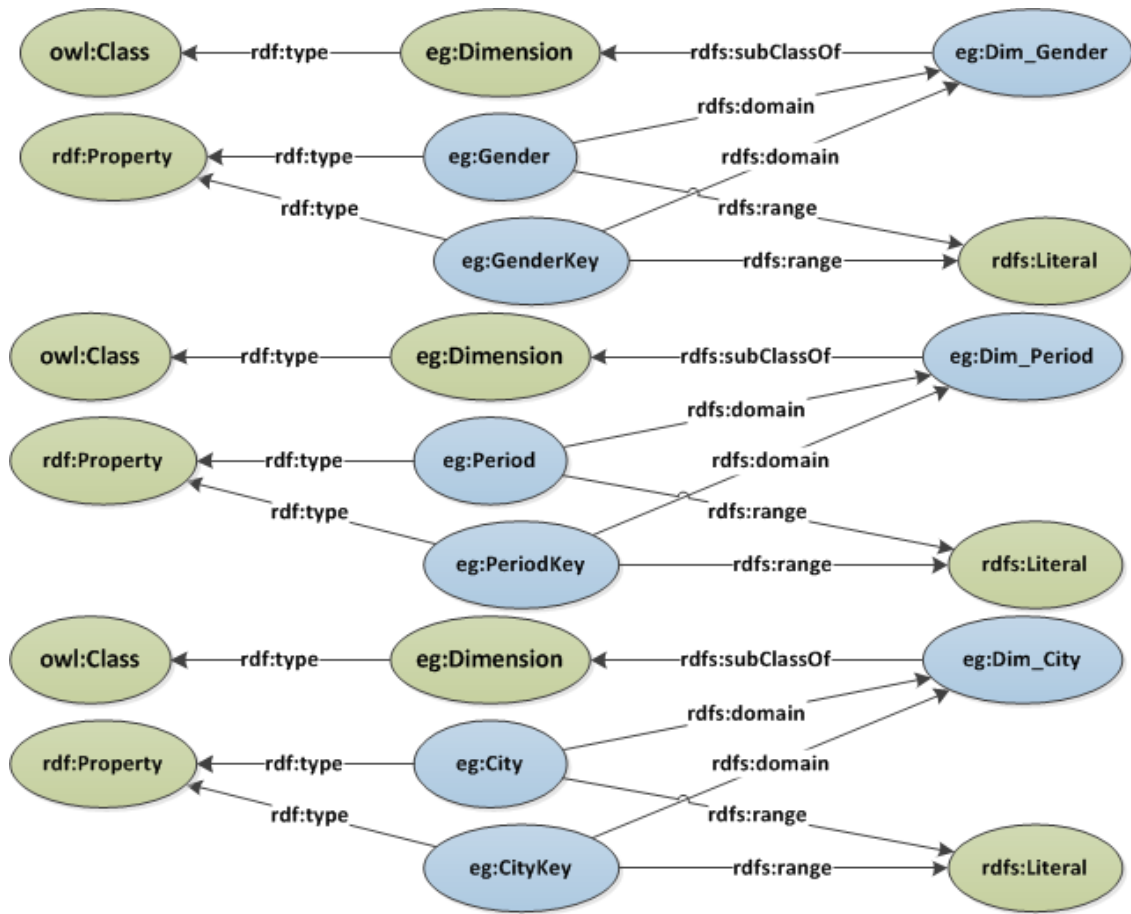 owl:Class rdf:type eg:Dimension rdfs:subClassOf eg:Dim_Gender
rdfs:domain
rdf:Property rdf:type eg:Gender rdfs:domain
rdf:type rdfs:range
eg:GenderKey rdfs:range rdfs:Literal
owl:Class rdf:type eg:Dimension rdfs:subClassOf eg:Dim_Period
rdfs:domain
rdf:Property rdf:type eg:Period rdfs:domain
rdf:type rdfs:range
eg:PeriodKey rdfs:range rdfs:Literal
owl:Class rdf:type eg:Dimension rdfs:subClassOf eg:Dim_City
rdfs:domain
rdf:Property rdf:type eg:City rdfs:domain
rdf:type rdfs:range
eg:CityKey rdfs:range rdfs:Literal